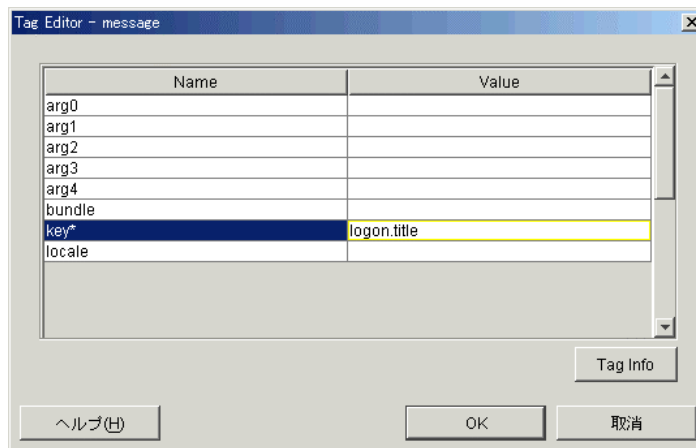 Tag Editor - message
Name Value
arg0
arg1
arg2
arg3
arg4
bundle
key* logon.title
locale
Tag Info
ヘルプ(H) OK 取消